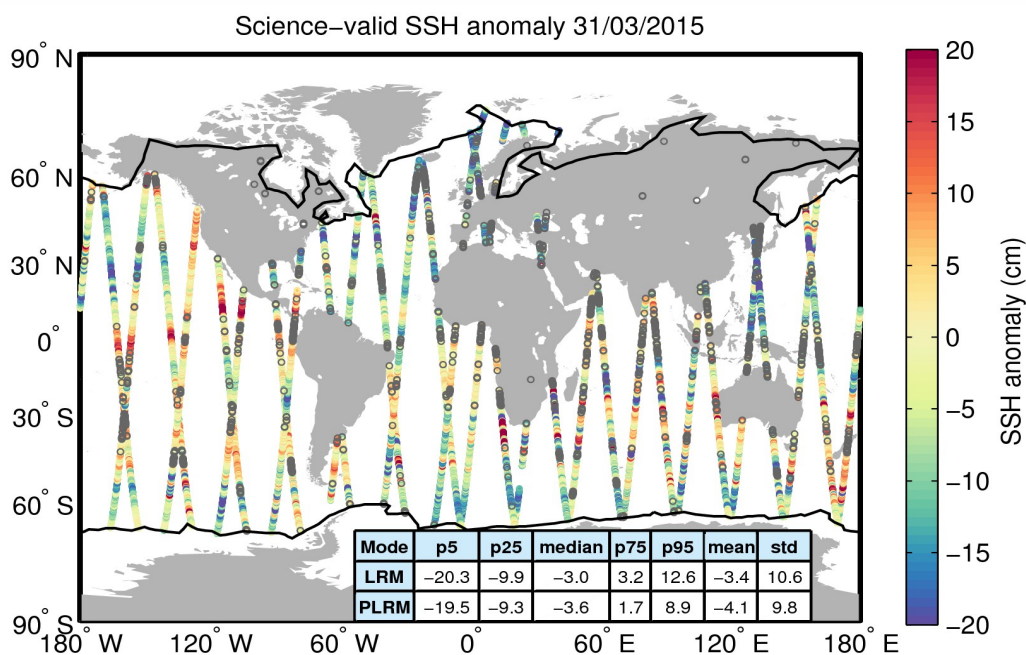 Science−valid SSH anomaly 31/03/2015
90° N
60° N
30° N
0°
30° S
60° S
90° S
180° W
120° W
60° W
0°
60° E
120° E
180° E
20
15
10
5
0
−5
−10
−15
−20
SSH anomaly (cm)
Mode p5 p25 median p75 p95 mean std
LRM −20.3 −9.9 −3.0 3.2 12.6 −3.4 10.6
PLRM −19.5 −9.3 −3.6 1.7 8.9 −4.1 9.8